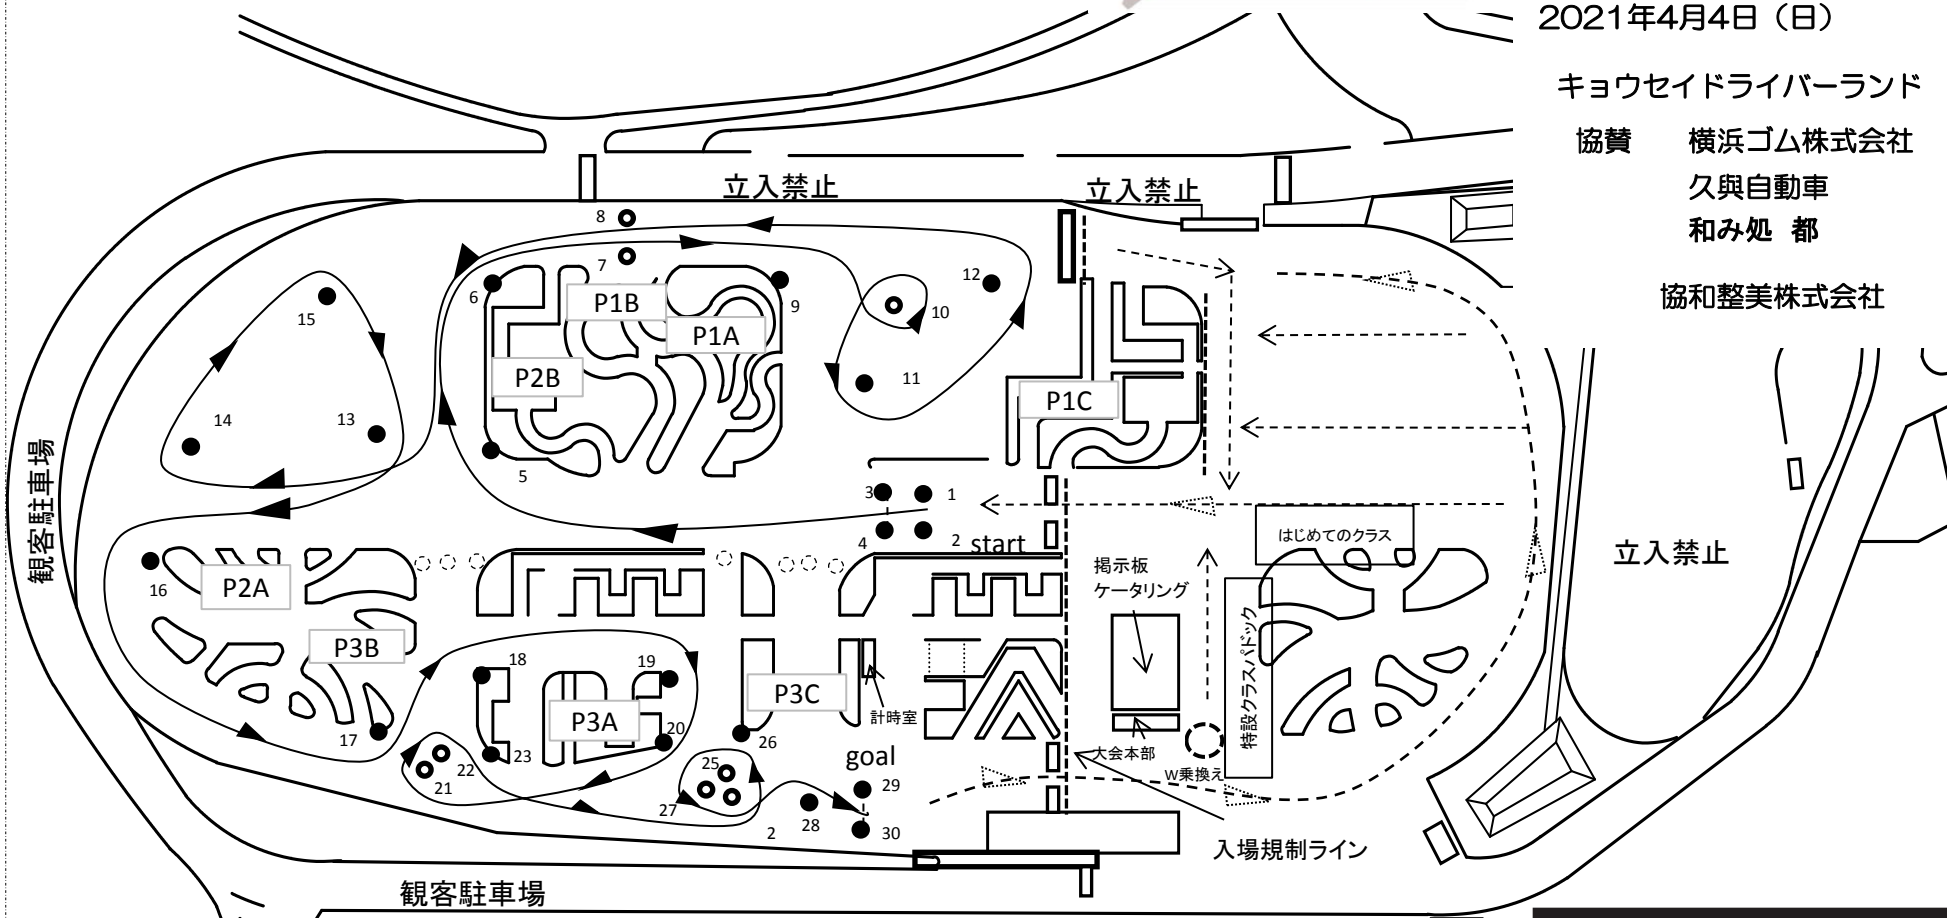 2021年4月4日（日）
キョウセイドライバーランド
協賛 横浜ゴム株式会社
久與自動車
和み処 都
協和整美株式会社
立入禁止
立入禁止
8
7
6
P1B
P1A
9
10
12
15
P2B
11
P1C
14
13
5
3
1
4
2
start
観客駐車場
はじめてのクラス
立入禁止
掲示板
ケータリング
16
P2A
P3B
18
19
P3C
特設クラスパドック
17
P3A
20
計時室
23
26
22
21
25
27
goal
大会本部
W乗換え
29
2
28
30
入場規制ライン
観客駐車場